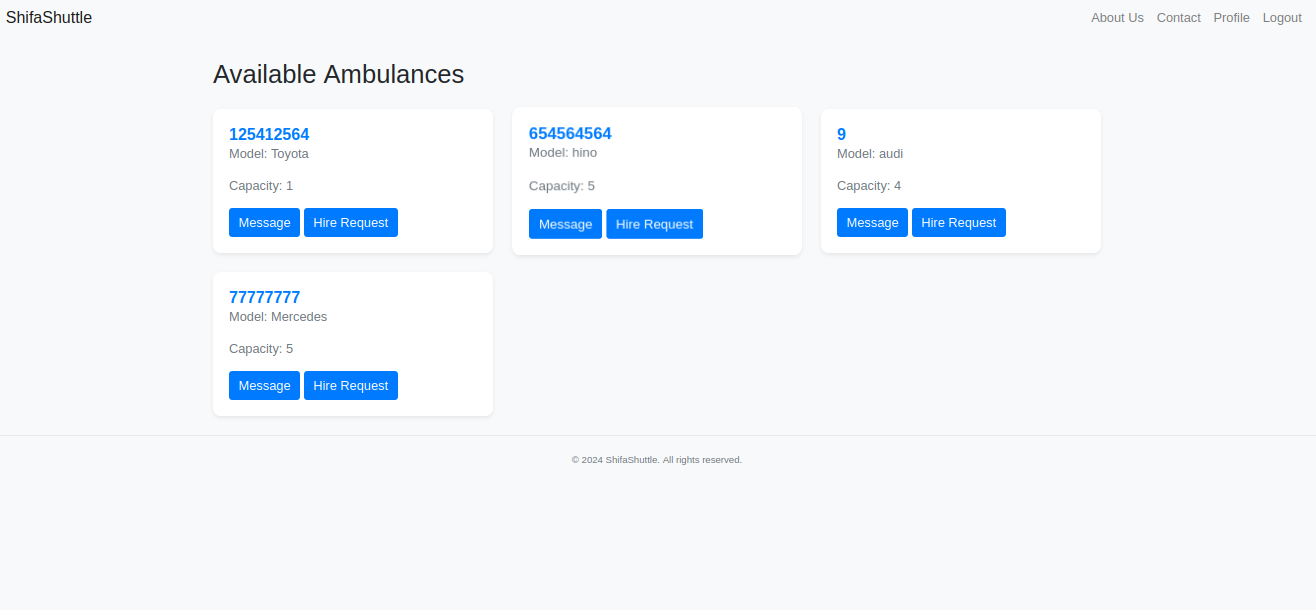 ShifaShuttle
About Us Contact Profile Logout
Available Ambulances
125412564
Model: Toyota
Capacity: 1
Message Hire Request
654564564
Model: hino
Capacity: 5
Message Hire Request
9
Model: audi
Capacity: 4
Message Hire Request
77777777
Model: Mercedes
Capacity: 5
Message Hire Request
© 2024 ShifaShuttle. All rights reserved.